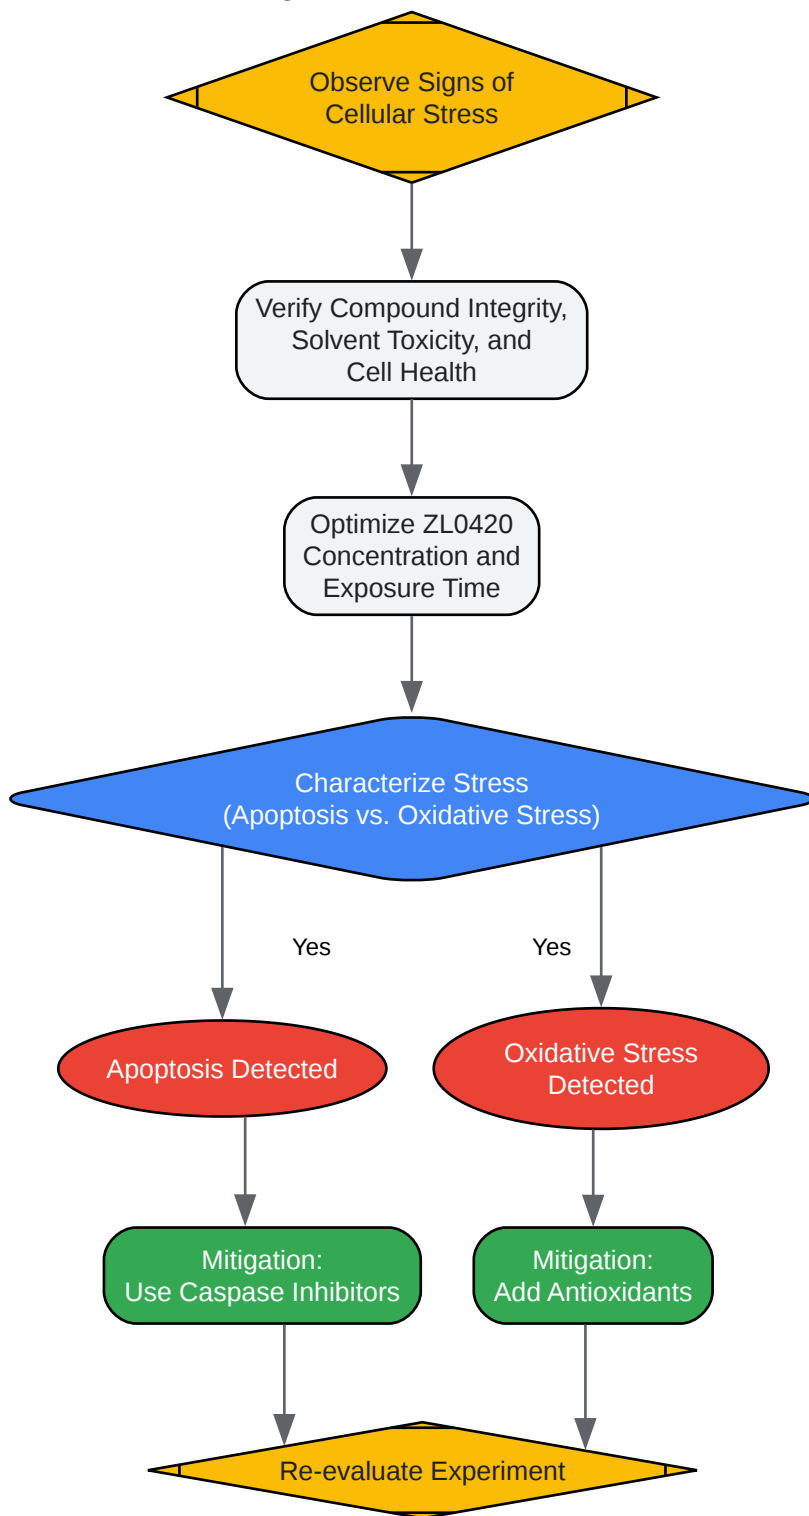 Observe Signs of
Cellular Stress
Verify Compound Integrity,
Solvent Toxicity, and
Cell Health
Optimize ZL0420
Concentration and
Exposure Time
Characterize Stress
(Apoptosis vs. Oxidative Stress)
Yes
Yes
Apoptosis Detected
Oxidative Stress
Detected
Mitigation:
Use Caspase Inhibitors
Mitigation:
Add Antioxidants
Re-evaluate Experiment